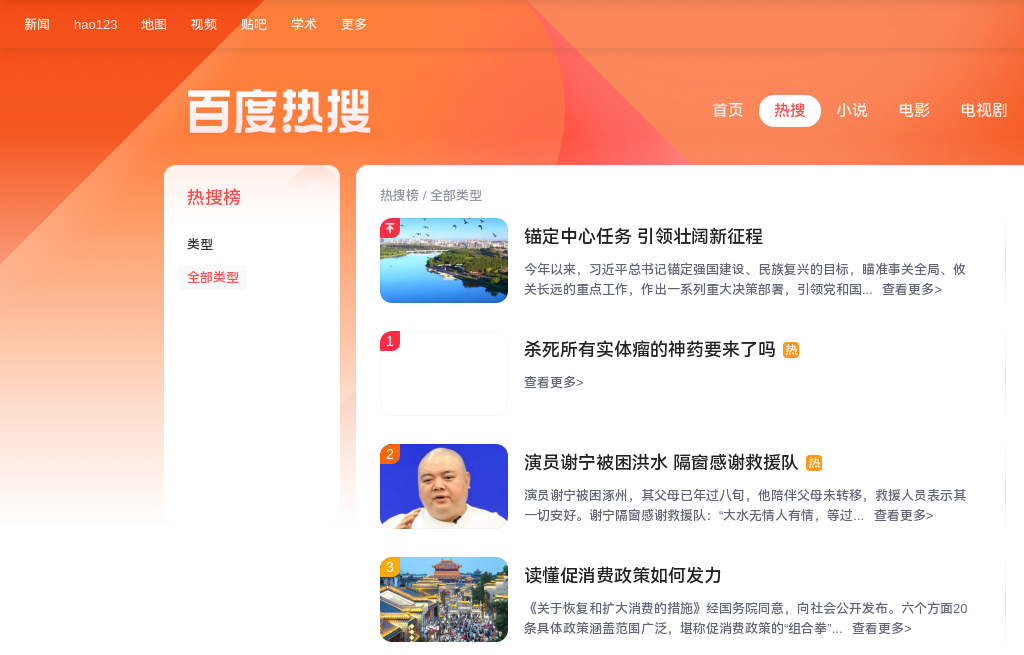 新闻 hao123 地图 视频 贴吧 学术 更多
百度热搜
首页 热搜 小说 电影 电视剧
热搜榜
类型
全部类型
热搜榜 / 全部类型
锚定中心任务 引领壮阔新征程
今年以来，习近平总书记锚定强国建设、民族复兴的目标，瞄准事关全局、攸
关长远的重点工作，作出一系列重大决策部署，引领党和国... 查看更多>
1
杀死所有实体瘤的神药要来了吗 热
查看更多>
2
演员谢宁被困洪水 隔窗感谢救援队 热
演员谢宁被困涿州，其父母已年过八旬，他陪伴父母未转移，救援人员表示其
一切安好。谢宁隔窗感谢救援队：“大水无情人有情，等过... 查看更多>
3
读懂促消费政策如何发力
《关于恢复和扩大消费的措施》经国务院同意，向社会公开发布。六个方面20
条具体政策涵盖范围广泛，堪称促消费政策的“组合拳”... 查看更多>